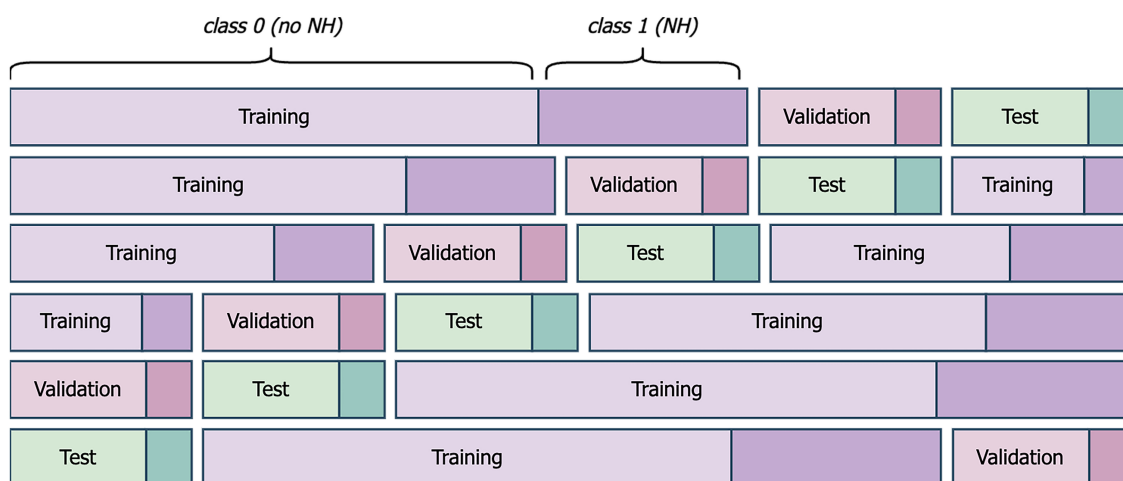 class 0 (no NH) class 1 (NH)
Training Validation Test
Training Validation Test Training
Training Validation Test Training
Training Validation Test Training
Validation Test Training
Test Training Validation